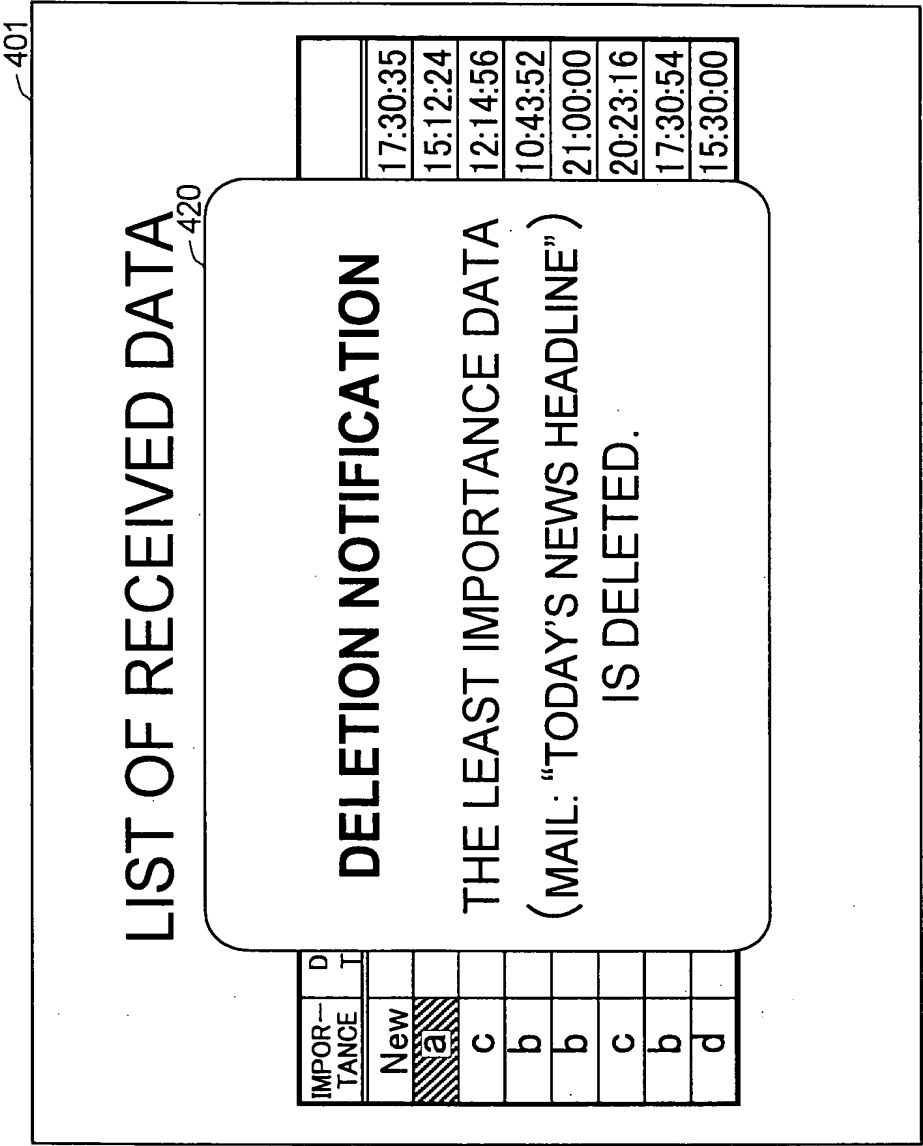 401
LIST OF RECEIVED DATA
420
IMPOR-
TANCE
D
I
New 17:30:35
a 15:12:24
c 12:14:56
b 10:43:52
b 21:00:00
c 20:23:16
b 17:30:54
d 15:30:00
DELETION NOTIFICATION
THE LEAST IMPORTANCE DATA
(MAIL: “TODAY’S NEWS HEADLINE”)
IS DELETED.